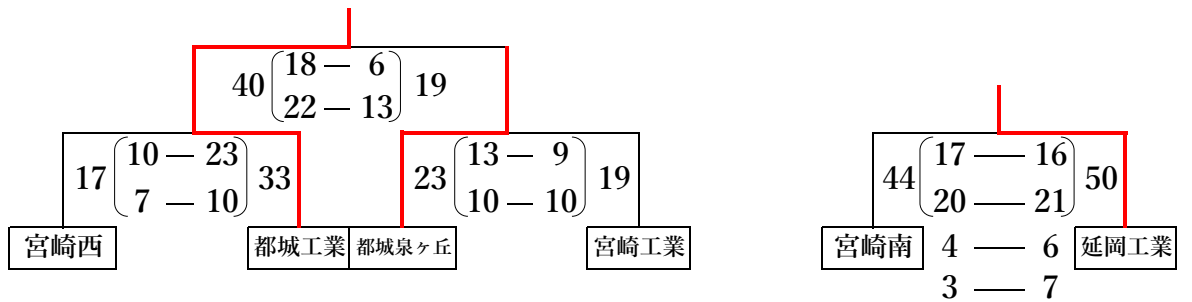 18 — 6
40 19
22 — 13
10 — 23
17 33
7 — 10
13 — 9
23 19
10 — 10
宮崎西 都城工業 都城泉ヶ丘 宮崎工業
17 — 16
44 50
20 — 21
宮崎南 4 — 6 延岡工業
3 — 7